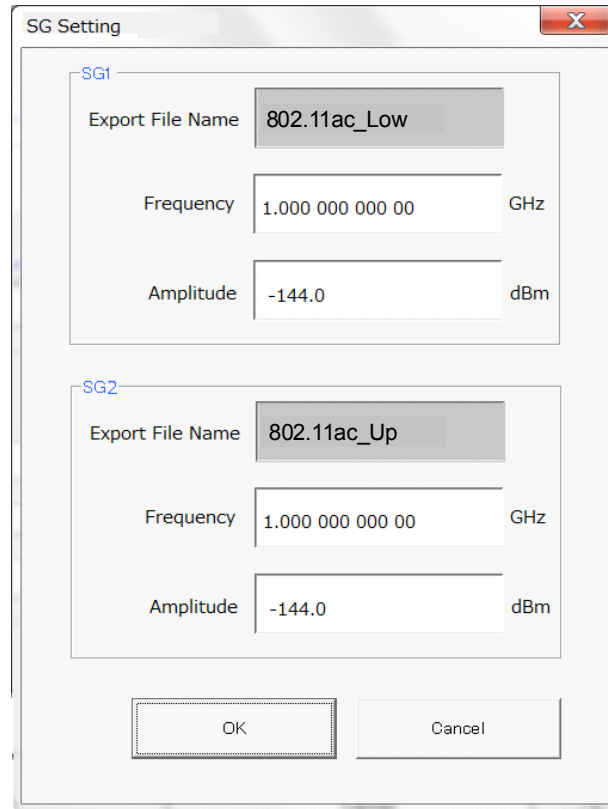 SG Setting
SG1
Export File Name 802.11ac_Low
Frequency 1.000 000 000 00 GHz
Amplitude -144.0 dBm
SG2
Export File Name 802.11ac_Up
Frequency 1.000 000 000 00 GHz
Amplitude -144.0 dBm
OK Cancel